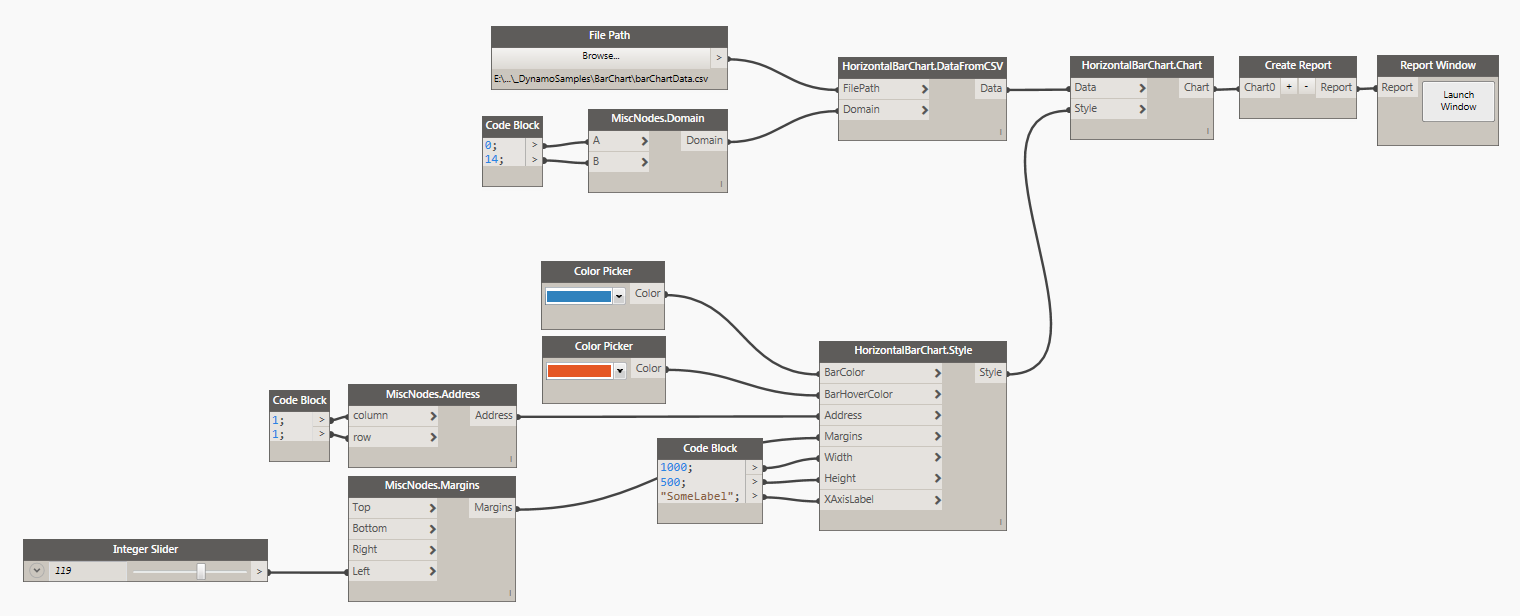 File Path
Browse...
>
E:\...\_DynamoSamples\BarChart\barChartData.csv
Code Block
0; >
14; >
MiscNodes.Domain
A Domain
B
HorizontalBarChart.DataFromCSV
FilePath Data
Domain
HorizontalBarChart.Chart
Data Chart
Style
Create Report
Chart0 + - Report
Report Window
Report
Launch
Window
Color Picker
Color
Color Picker
Color
Code Block
1; >
1; >
MiscNodes.Address
column Address
row
MiscNodes.Margins
Top Margins
Bottom
Right
Left
Integer Slider
119 >
Code Block
1000; >
500; >
"SomeLabel"; >
HorizontalBarChart.Style
BarColor Style
BarHoverColor
Address
Margins
Width
Height
XAxisLabel